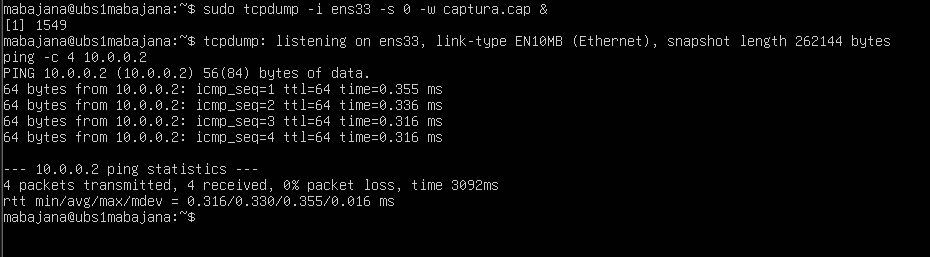 mabajana@ubs1mabajana:~$ sudo tcpdump -i ens33 -s 0 -w captura.cap &
[1] 1549
mabajana@ubs1mabajana:~$ tcpdump: listening on ens33, link-type EN10MB (Ethernet), snapshot length 262144 bytes
ping -c 4 10.0.0.2
PING 10.0.0.2 (10.0.0.2) 56(84) bytes of data.
64 bytes from 10.0.0.2: icmp_seq=1 ttl=64 time=0.355 ms
64 bytes from 10.0.0.2: icmp_seq=2 ttl=64 time=0.336 ms
64 bytes from 10.0.0.2: icmp_seq=3 ttl=64 time=0.316 ms
64 bytes from 10.0.0.2: icmp_seq=4 ttl=64 time=0.316 ms
--- 10.0.0.2 ping statistics ---
4 packets transmitted, 4 received, 0% packet loss, time 3092ms
rtt min/avg/max/mdev = 0.316/0.330/0.355/0.016 ms
mabajana@ubs1mabajana:~$